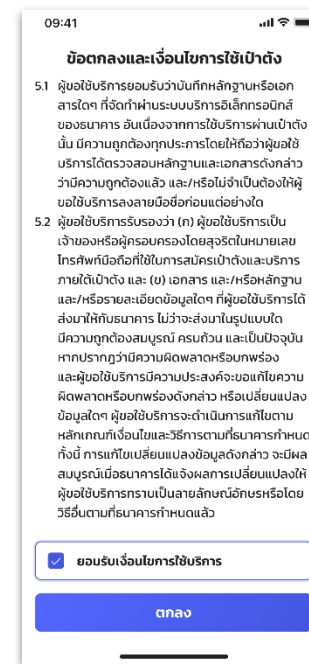 09:41
ข้อตกลงและเงื่อนไขการใช้เป๋าตัง
5.1 ผู้ขอใช้บริการยอมรับว่าบันทึกหลักฐานหรือเอก
สารใดๆ ที่จัดทำผ่านระบบบริการอิเล็กทรอนิกส์
ของธนาคาร อันเนื่องจากการใช้บริการผ่านเป๋าตัง
นั้น มีความถูกต้องทุกประการโดยให้ถือว่าผู้ขอใช้
บริการได้ตรวจสอบหลักฐานและเอกสารดังกล่าว
ว่ามีความถูกต้องแล้ว และ/หรือไม่จำเป็นต้องให้ผู้
ขอใช้บริการลงลายมือชื่อก่อนแต่อย่างใด
5.2 ผู้ขอใช้บริการรับรองว่า (ก) ผู้ขอใช้บริการเป็น
เจ้าของหรือผู้ครอบครองโดยสุจริตในหมายเลข
โทรศัพท์มือถือที่ใช้ในการสมัครเป๋าตังและบริการ
ภายใต้เป๋าตัง และ (ข) เอกสาร และ/หรือหลักฐาน
และ/หรือรายละเอียดข้อมูลใดๆ ที่ผู้ขอใช้บริการได้
ส่งมาให้กับธนาคาร ไม่ว่าจะส่งมาในรูปแบบใด
มีความถูกต้องสมบูรณ์ ครบถ้วน และเป็นปัจจุบัน
หากปรากฏว่ามีความผิดพลาดหรือบกพร่อง
และผู้ขอใช้บริการมีความประสงค์จะขอแก้ไขความ
ผิดพลาดหรือบกพร่องดังกล่าว หรือเปลี่ยนแปลง
ข้อมูลใดๆ ผู้ขอใช้บริการจะดำเนินการแก้ไขตาม
หลักเกณฑ์เงื่อนไขและวิธีการตามที่ธนาคารกำหนด
ทั้งนี้ การแก้ไขเปลี่ยนแปลงข้อมูลดังกล่าว จะมีผล
สมบูรณ์เมื่อธนาคารได้แจ้งผลการเปลี่ยนแปลงให้
ผู้ขอใช้บริการทราบเป็นลายลักษณ์อักษรหรือโดย
วิธีอื่นตามที่ธนาคารกำหนดแล้ว
ยอมรับเงื่อนไขการใช้บริการ
ตกลง